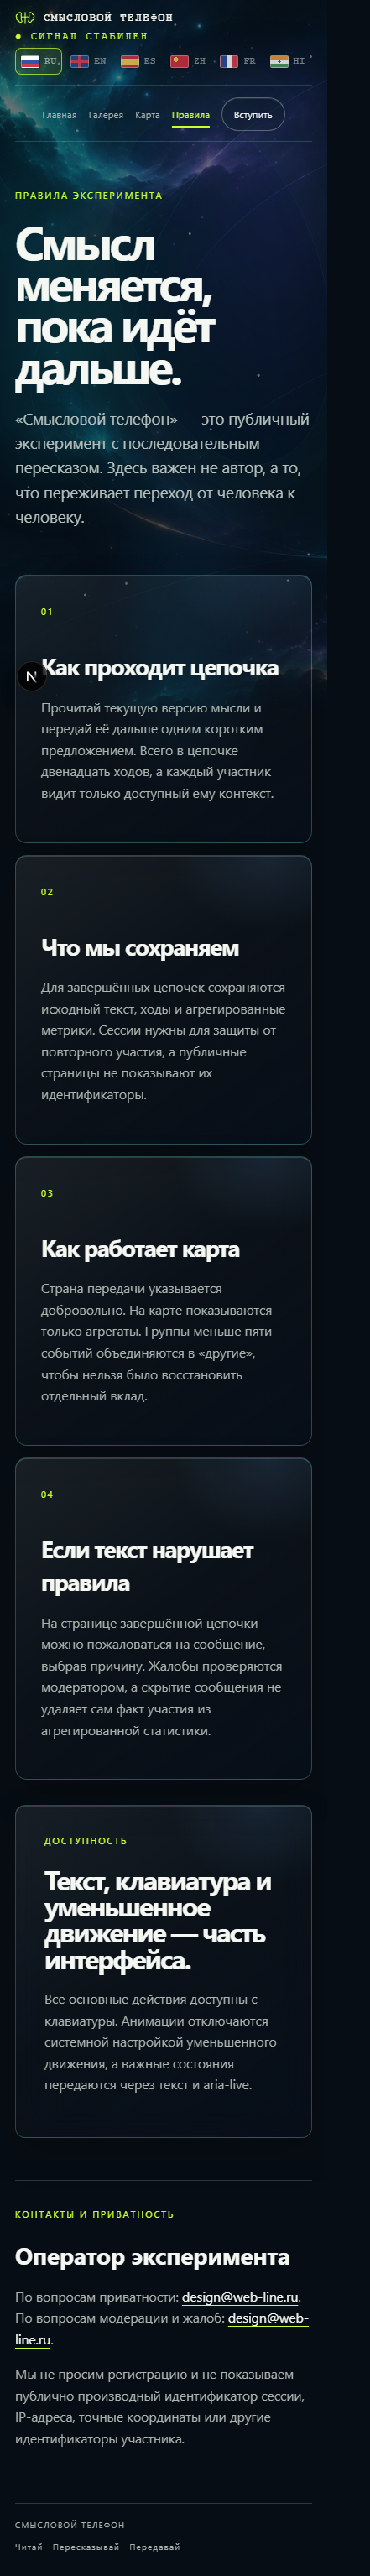 СМЫСЛОВОЙ ТЕЛЕФОН
СИГНАЛ СТАБИЛЕН
RU EN ES ZH FR HI
Главная Галерея Карта Правила Вступить
ПРАВИЛА ЭКСПЕРИМЕНТА
Смысл
меняется,
пока идёт
дальше.
«Смысловой телефон» — это публичный
эксперимент с последовательным
пересказом. Здесь важен не автор, а то,
что переживает переход от человека к
человеку.
01
Как проходит цепочка
N
Прочитай текущую версию мысли и
передай её дальше одним коротким
предложением. Всего в цепочке
двенадцать ходов, а каждый участник
видит только доступный ему контекст.
02
Что мы сохраняем
Для завершённых цепочек сохраняются
исходный текст, ходы и агрегированные
метрики. Сессии нужны для защиты от
повторного участия, а публичные
страницы не показывают их
идентификаторы.
03
Как работает карта
Страна передачи указывается
добровольно. На карте показываются
только агрегаты. Группы меньше пяти
событий объединяются в «другие»,
чтобы нельзя было восстановить
отдельный вклад.
04
Если текст нарушает
правила
На странице завершённой цепочки
можно пожаловаться на сообщение,
выбрав причину. Жалобы проверяются
модератором, а скрытие сообщения не
удаляет сам факт участия из
агрегированной статистики.
ДОСТУПНОСТЬ
Текст, клавиатура и
уменьшенное
движение — часть
интерфейса.
Все основные действия доступны с
клавиатуры. Анимации отключаются
системной настройкой уменьшенного
движения, а важные состояния
передаются через текст и aria-live.
КОНТАКТЫ И ПРИВАТНОСТЬ
Оператор эксперимента
По вопросам приватности: design@web-line.ru.
По вопросам модерации и жалоб: design@web-
line.ru.
Мы не просим регистрацию и не показываем
публично производный идентификатор сессии,
IP-адреса, точные координаты или другие
идентификаторы участника.
СМЫСЛОВОЙ ТЕЛЕФОН
Читай · Пересказывай · Передавай